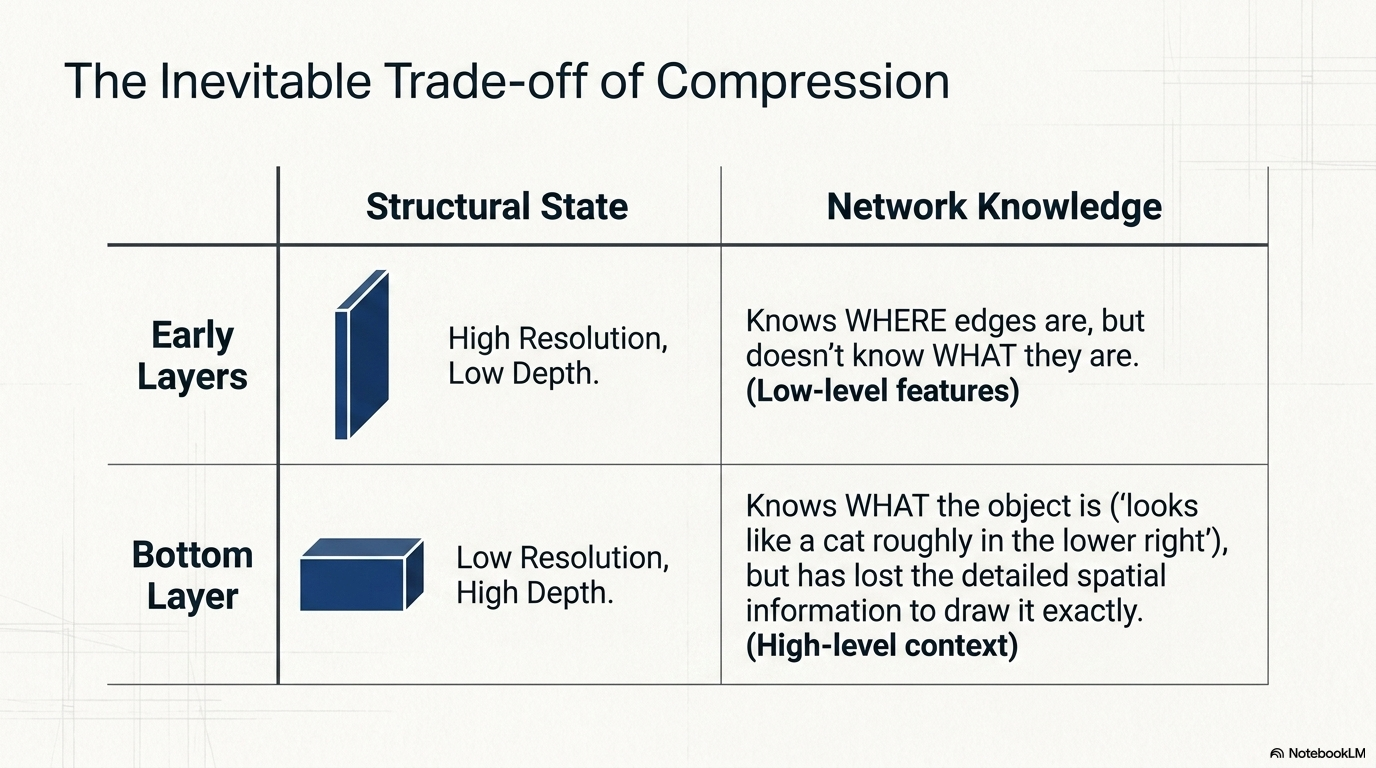 The Inevitable Trade-off of Compression
Structural State
Network Knowledge
Early
Layers
High Resolution,
Low Depth.
Knows WHERE edges are, but
doesn’t know WHAT they are.
(Low-level features)
Bottom
Layer
Low Resolution,
High Depth.
Knows WHAT the object is (‘looks
like a cat roughly in the lower right’),
but has lost the detailed spatial
information to draw it exactly.
(High-level context)
NotebookLM